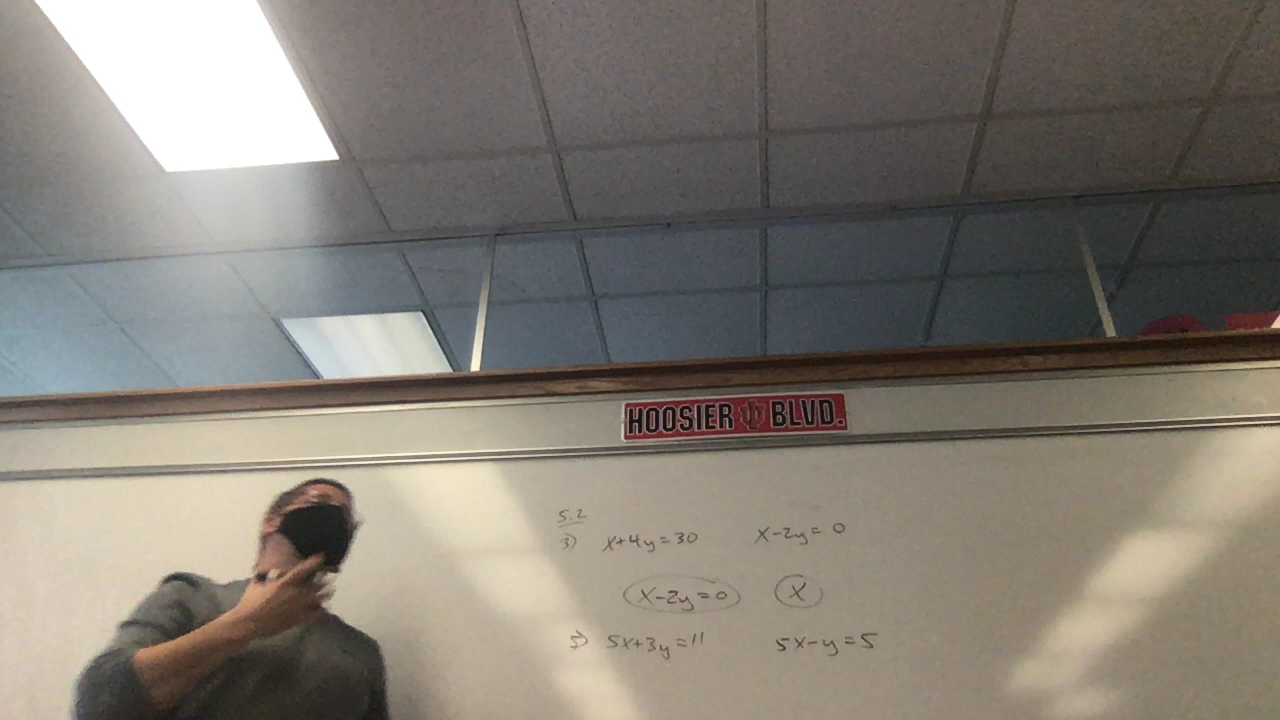 HOOSIER BLVD.
5.2
3) x+4y=30 x-2y=0
x-2y=0 x
5) 5x+3y=11 5x-y=5